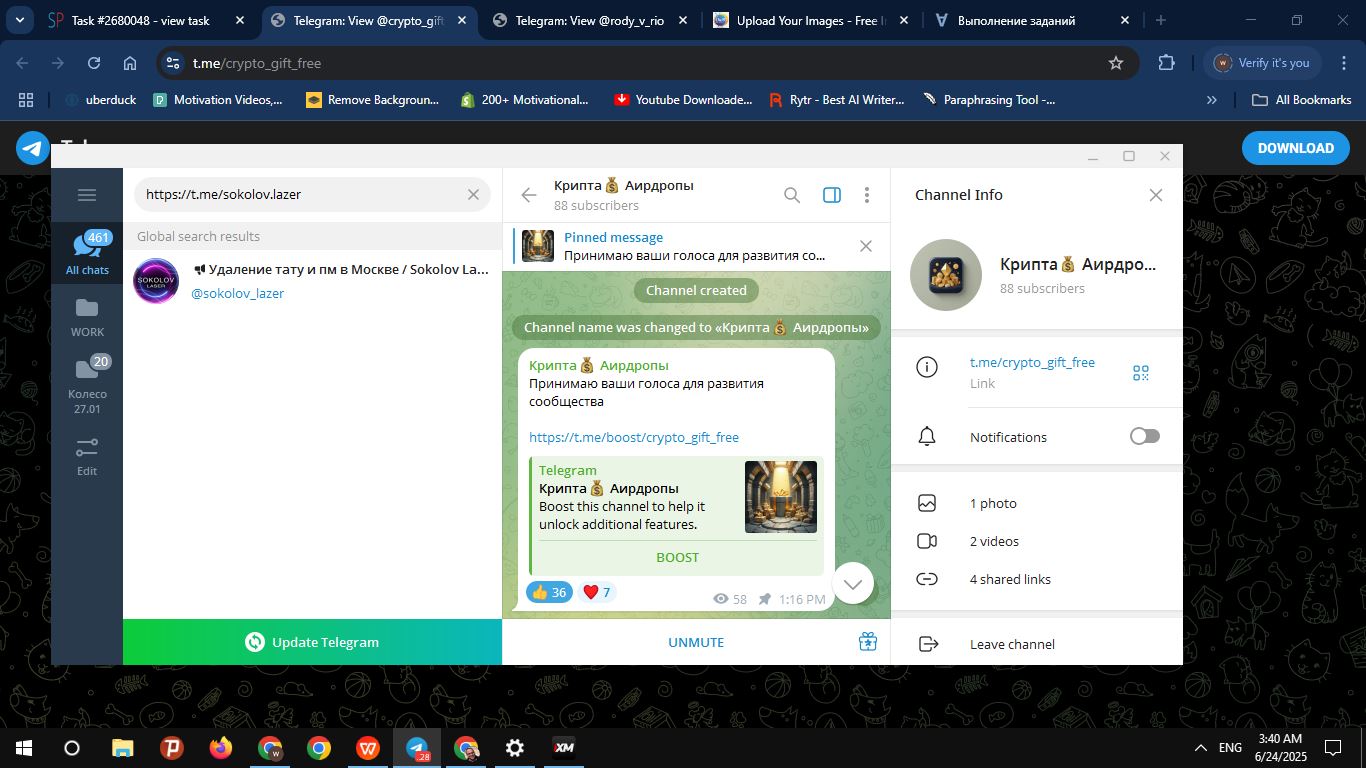 Task #2680048 - view task
Telegram: View @crypto_gift
Telegram: View @rody_v_rio
Upload Your Images - Free I
Выполнение заданий
t.me/crypto_gift_free
Verify it's you
uberduck
Motivation Videos,...
Remove Backgroun...
200+ Motivational...
Youtube Downloade...
Rytr - Best AI Writer...
Paraphrasing Tool -...
All Bookmarks
DOWNLOAD
https://t.me/sokolov.lazer
Global search results
Удаление тату и пм в Москве / Sokolov La...
@sokolov_lazer
SOKOLOV
LASER
461
All chats
WORK
20
Колесо
27.01
Edit
Update Telegram
Крипта💰 Аирдропы
88 subscribers
Pinned message
Принимаю ваши голоса для развития со...
Channel created
Channel name was changed to «Крипта💰 Аирдропы»
Крипта💰 Аирдропы
Принимаю ваши голоса для развития
сообщества
https://t.me/boost/crypto_gift_free
Telegram
Крипта💰 Аирдропы
Boost this channel to help it
unlock additional features.
BOOST
👍 36 ❤️ 7
58 1:16 PM
UNMUTE
Channel Info
Крипта💰 Аирдро...
88 subscribers
t.me/crypto_gift_free
Link
Notifications
1 photo
2 videos
4 shared links
Leave channel
ENG
3:40 AM
6/24/2025